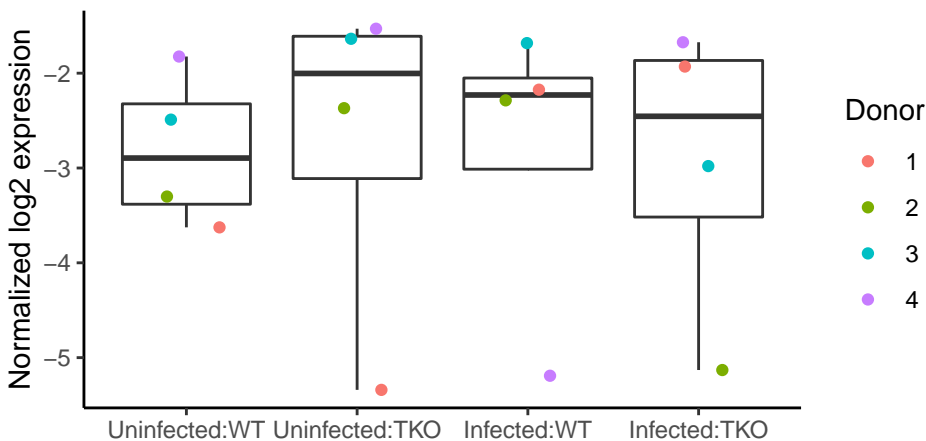 Normalized log2 expression
−2
−3
−4
−5
Uninfected:WT
Uninfected:TKO
Infected:WT
Infected:TKO
Donor
1
2
3
4